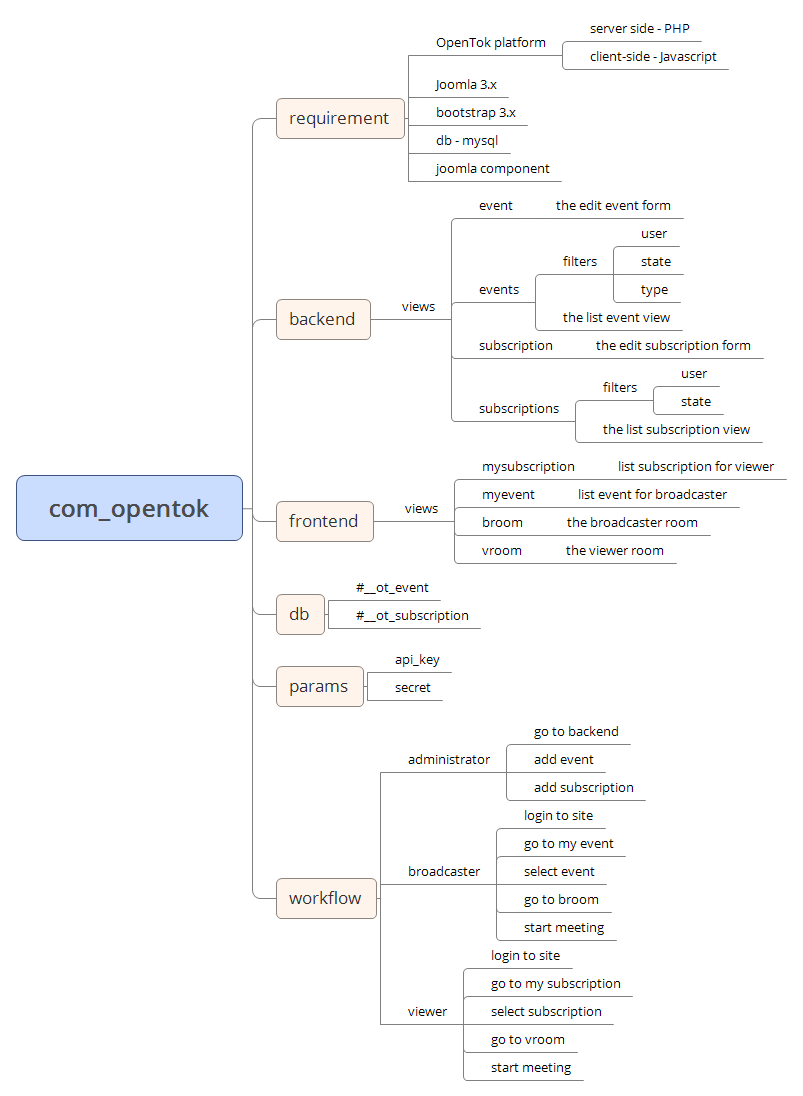 com_opentok
requirement
OpenTok platform
server side - PHP
client-side - Javascript
Joomla 3.x
bootstrap 3.x
db - mysql
joomla component
backend
views
event
the edit event form
events
filters
user
state
type
the list event view
subscription
the edit subscription form
subscriptions
filters
user
state
the list subscription view
frontend
views
mysubscription
list subscription for viewer
myevent
list event for broadcaster
broom
the broadcaster room
vroom
the viewer room
db
#__ot_event
#__ot_subscription
params
api_key
secret
workflow
administrator
go to backend
add event
add subscription
broadcaster
login to site
go to my event
select event
go to broom
start meeting
viewer
login to site
go to my subscription
select subscription
go to vroom
start meeting